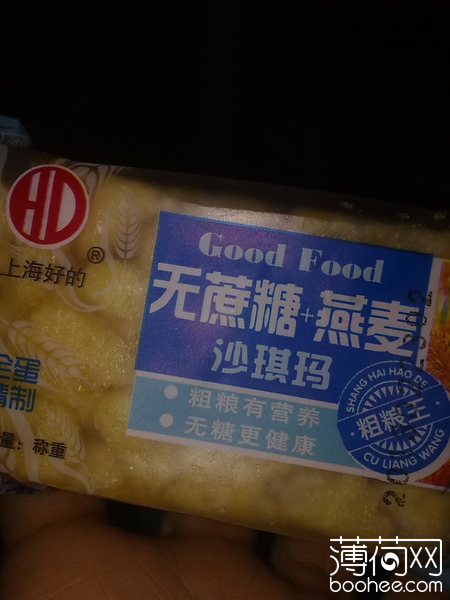 HD
®
上海好的
Good Food
无蔗糖+燕麦
沙琪玛
粗粮有营养
无糖更健康
全蛋
精制
量:称重
SHANG HAI HAO DE
粗粮王
CU LIANG WANG
薄荷网
boohee.com